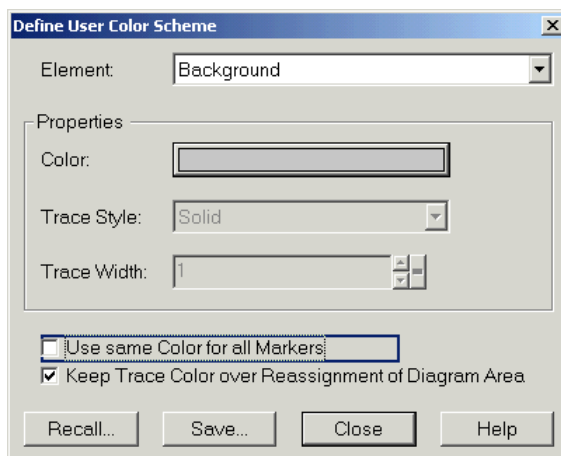 Define User Color Scheme
Element: Background
Properties
Color:
Trace Style: Solid
Trace Width: 1
Use same Color for all Markers
Keep Trace Color over Reassignment of Diagram Area
Recall... Save... Close Help